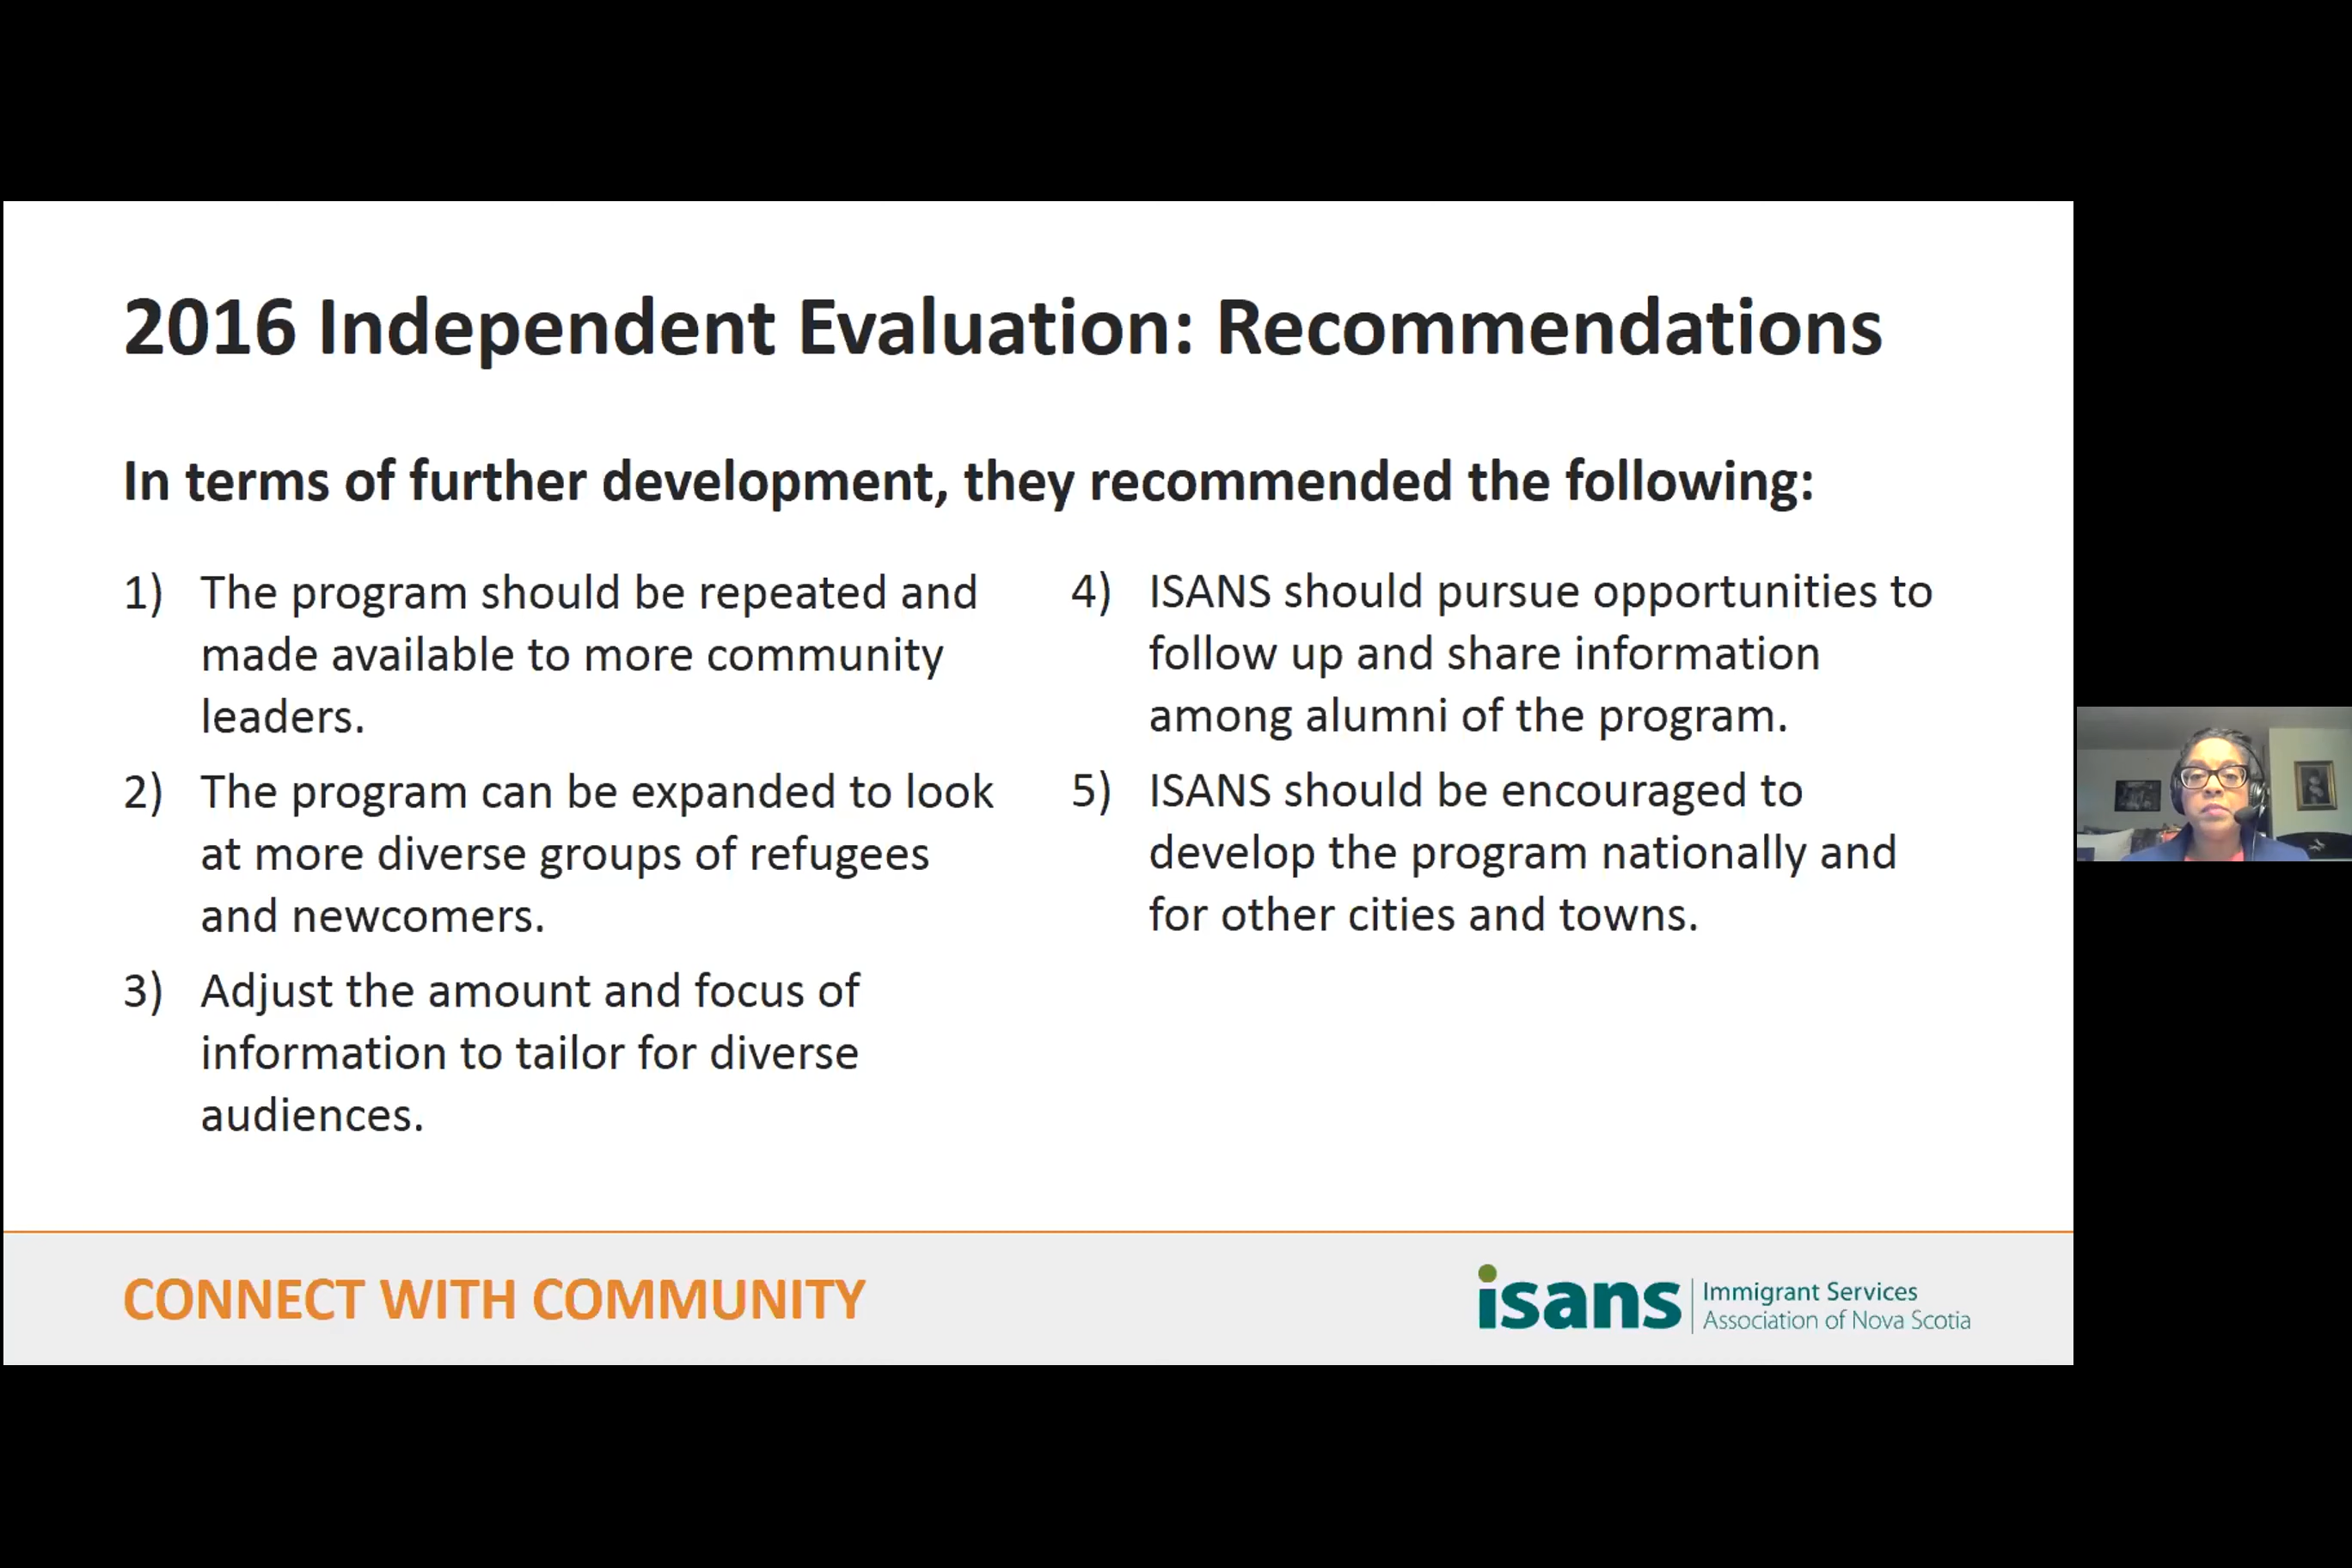 2016 Independent Evaluation: Recommendations
In terms of further development, they recommended the following:
1) The program should be repeated and
made available to more community
leaders.
2) The program can be expanded to look
at more diverse groups of refugees
and newcomers.
3) Adjust the amount and focus of
information to tailor for diverse
audiences.
4) ISANS should pursue opportunities to
follow up and share information
among alumni of the program.
5) ISANS should be encouraged to
develop the program nationally and
for other cities and towns.
CONNECT WITH COMMUNITY
isans
Immigrant Services
Association of Nova Scotia